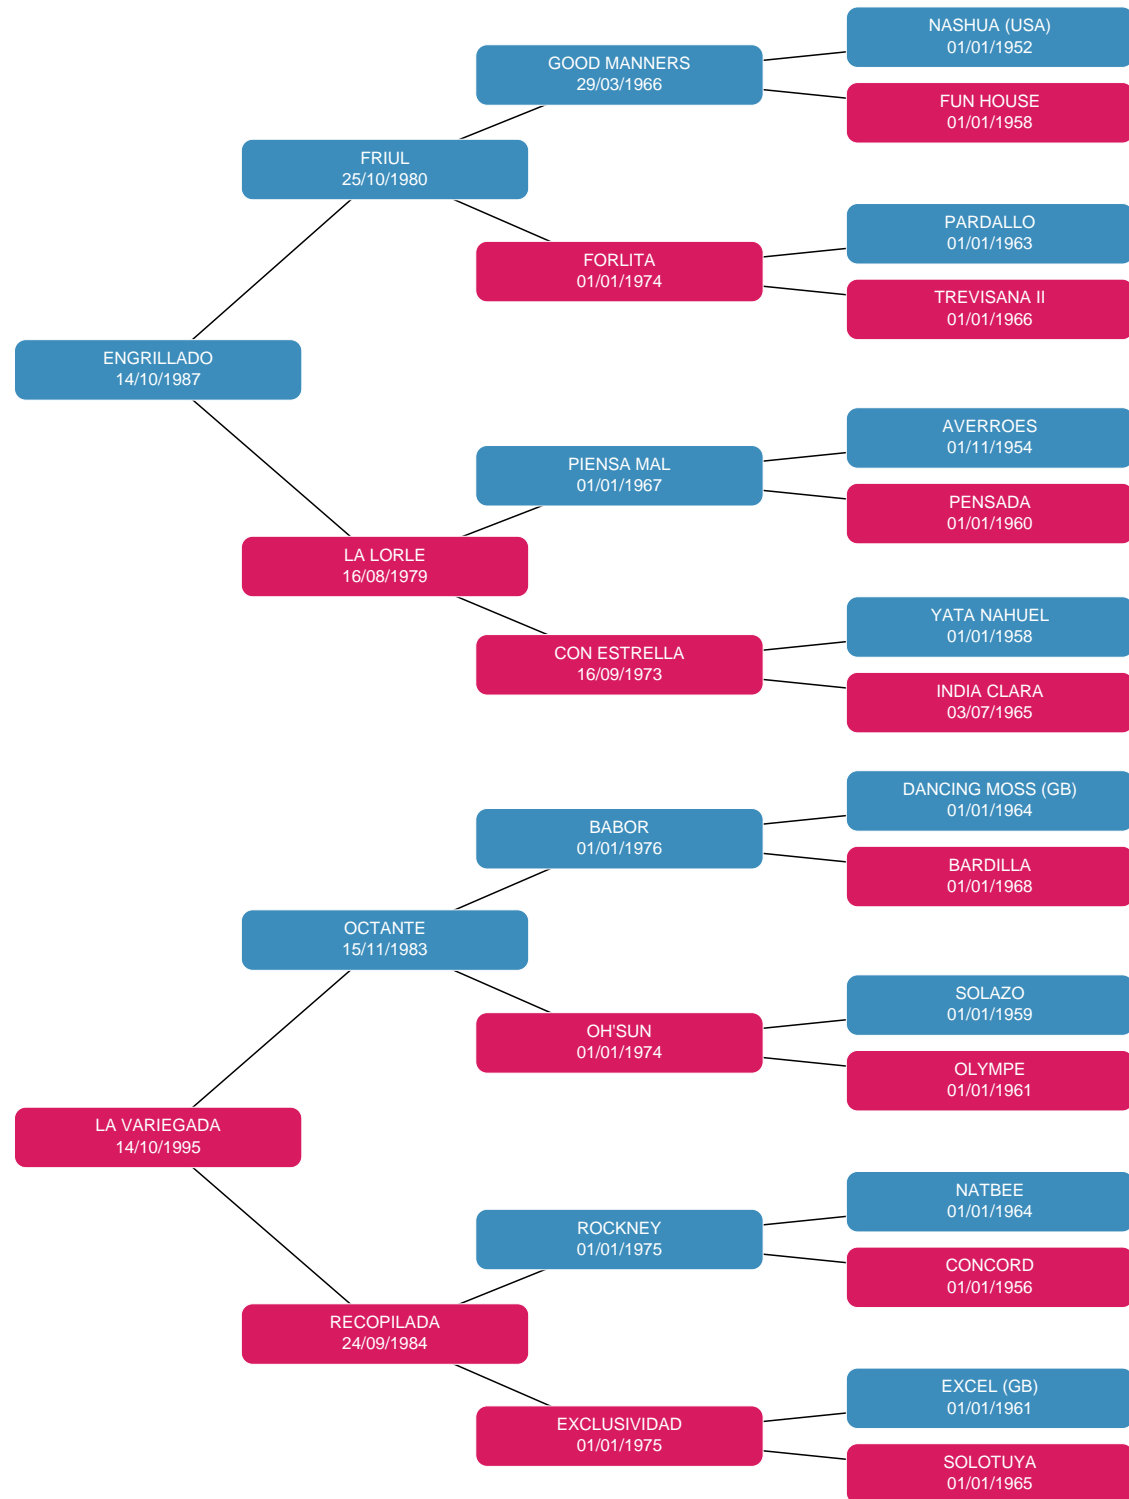 NASHUA (USA)
01/01/1952
GOOD MANNERS
29/03/1966
FUN HOUSE
01/01/1958
FRIUL
25/10/1980
PARDALLO
01/01/1963
FORLITA
01/01/1974
TREVISANA II
01/01/1966
ENGRILLADO
14/10/1987
AVERROES
01/11/1954
PIENSA MAL
01/01/1967
PENSADA
01/01/1960
LA LORLE
16/08/1979
YATA NAHUEL
01/01/1958
CON ESTRELLA
16/09/1973
INDIA CLARA
03/07/1965
DANCING MOSS (GB)
01/01/1964
BABOR
01/01/1976
BARDILLA
01/01/1968
OCTANTE
15/11/1983
SOLAZO
01/01/1959
OH'SUN
01/01/1974
OLYMPE
01/01/1961
LA VARIEGADA
14/10/1995
NATBEE
01/01/1964
ROCKNEY
01/01/1975
CONCORD
01/01/1956
RECOPILADA
24/09/1984
EXCEL (GB)
01/01/1961
EXCLUSIVIDAD
01/01/1975
SOLOTUYA
01/01/1965